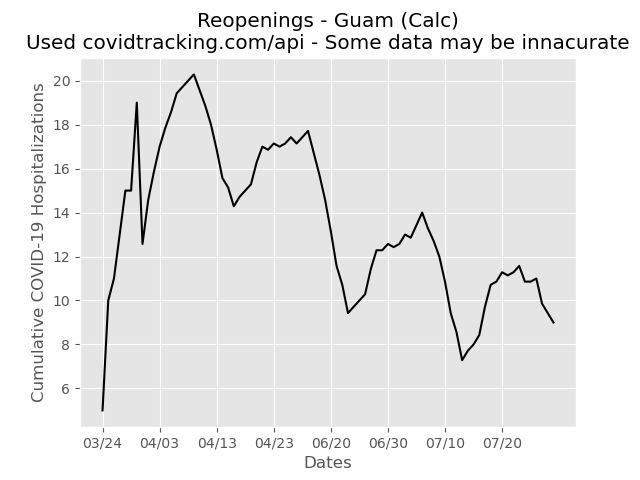 Reopenings - Guam (Calc)
Used covidtracking.com/api - Some data may be innacurate
Cumulative COVID-19 Hospitalizations
20
18
16
14
12
10
8
6
03/24 04/03 04/13 04/23 06/20 06/30 07/10 07/20
Dates